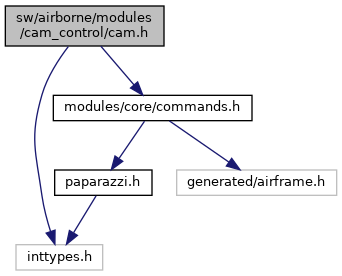 sw/airborne/modules
/cam_control/cam.h
modules/core/commands.h
paparazzi.h
generated/airframe.h
inttypes.h